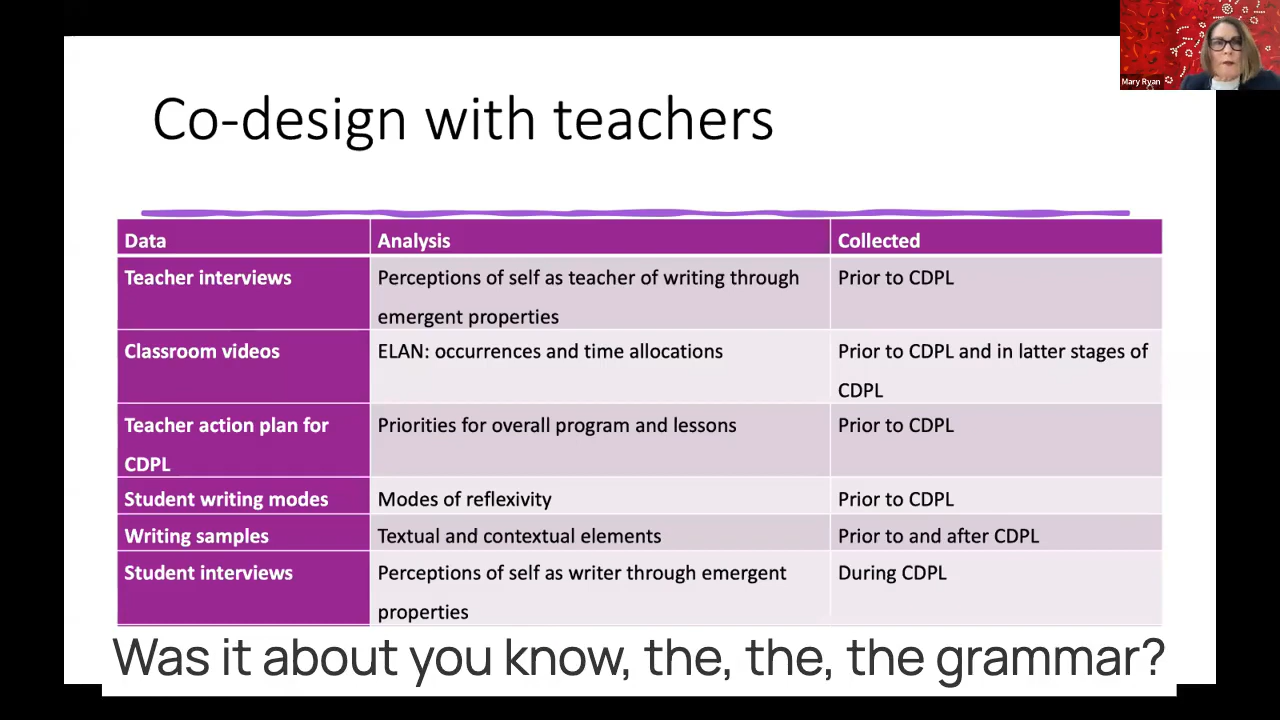 Mary Ryan
Co-design with teachers
Data Analysis Collected
Teacher interviews Perceptions of self as teacher of writing through Prior to CDPL
emergent properties
Classroom videos ELAN: occurrences and time allocations Prior to CDPL and in latter stages of
CDPL
Teacher action plan for Priorities for overall program and lessons Prior to CDPL
CDPL
Student writing modes Modes of reflexivity Prior to CDPL
Writing samples Textual and contextual elements Prior to and after CDPL
Student interviews Perceptions of self as writer through emergent During CDPL
properties
Was it about you know, the, the, the grammar?